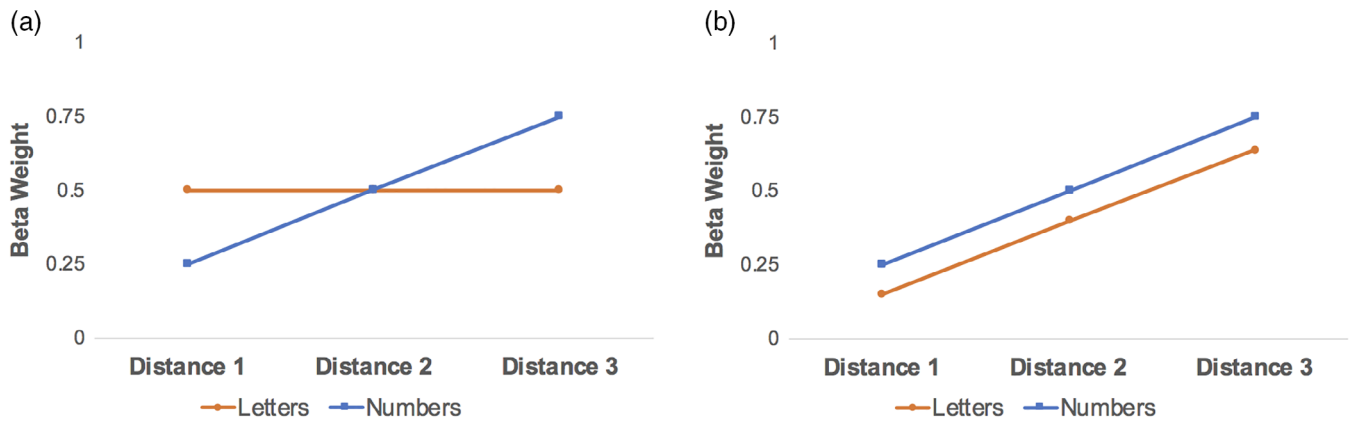 (a)
1
0.75
0.5
0.25
0
Beta Weight
Distance 1 Distance 2 Distance 3
Letters Numbers
(b)
1
0.75
0.5
0.25
0
Beta Weight
Distance 1 Distance 2 Distance 3
Letters Numbers